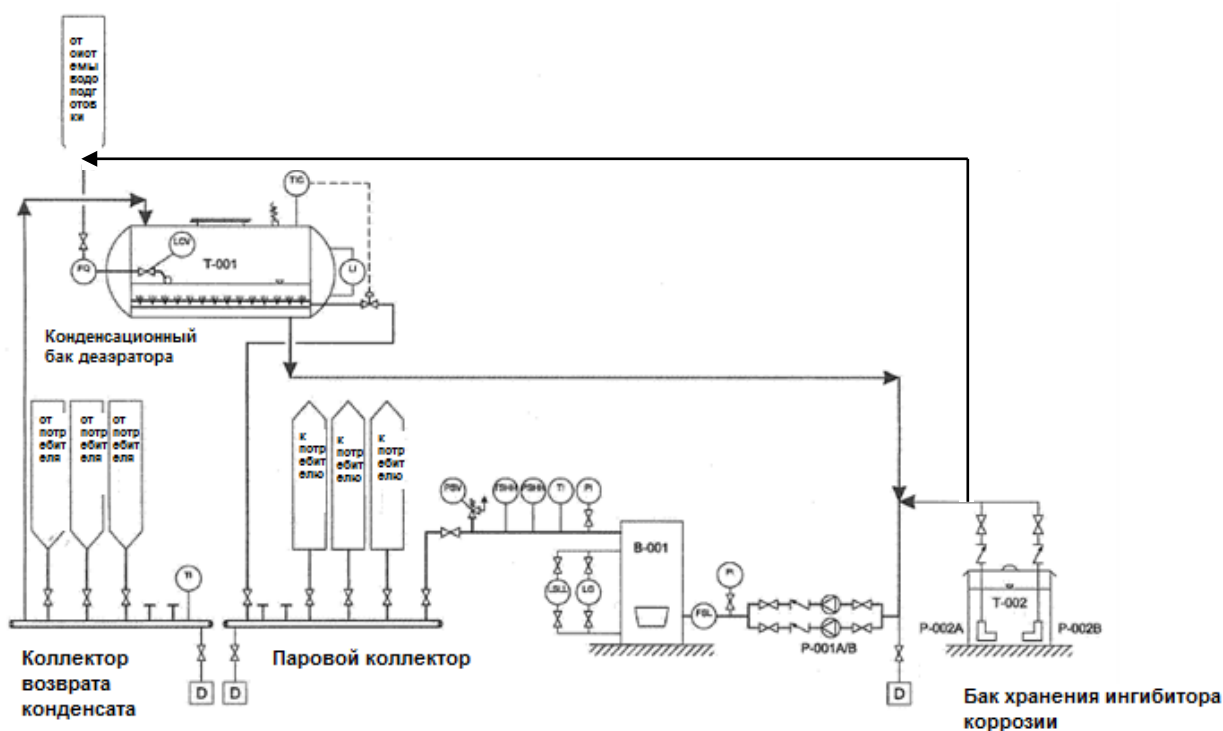 от
сиот
емы
водо
подг
отов
ки
TIC
LCV
T-001
FQ
LI
Конденсационный
бак деаэратора
от
потр
ебит
еля
от
потр
ебит
еля
от
потр
ебит
еля
к
потр
ебит
елю
к
потр
ебит
елю
к
потр
ебит
елю
PSV
TSHH
PSHH
TI
PI
B-001
LSLL
LG
PI
FSL
P-001A/B
T-002
P-002A
P-002B
TI
Коллектор
возврата
конденсата
D
D
Паровой коллектор
D
Бак хранения ингибитора
коррозии